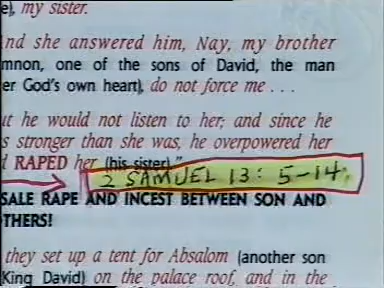 e), my sister.
And she answered him, Nay, my brother
mnon, one of the sons of David, the man
er God's own heart), do not force me . . .
ut he would not listen to her; and since he
s stronger than she was, he overpowered her
d RAPED her (his sister)."
2 SAMUEL 13: 5-14
SALE RAPE AND INCEST BETWEEN SON AND
THERS!
they set up a tent for Absalom (another son
King David) on the palace roof, and in the